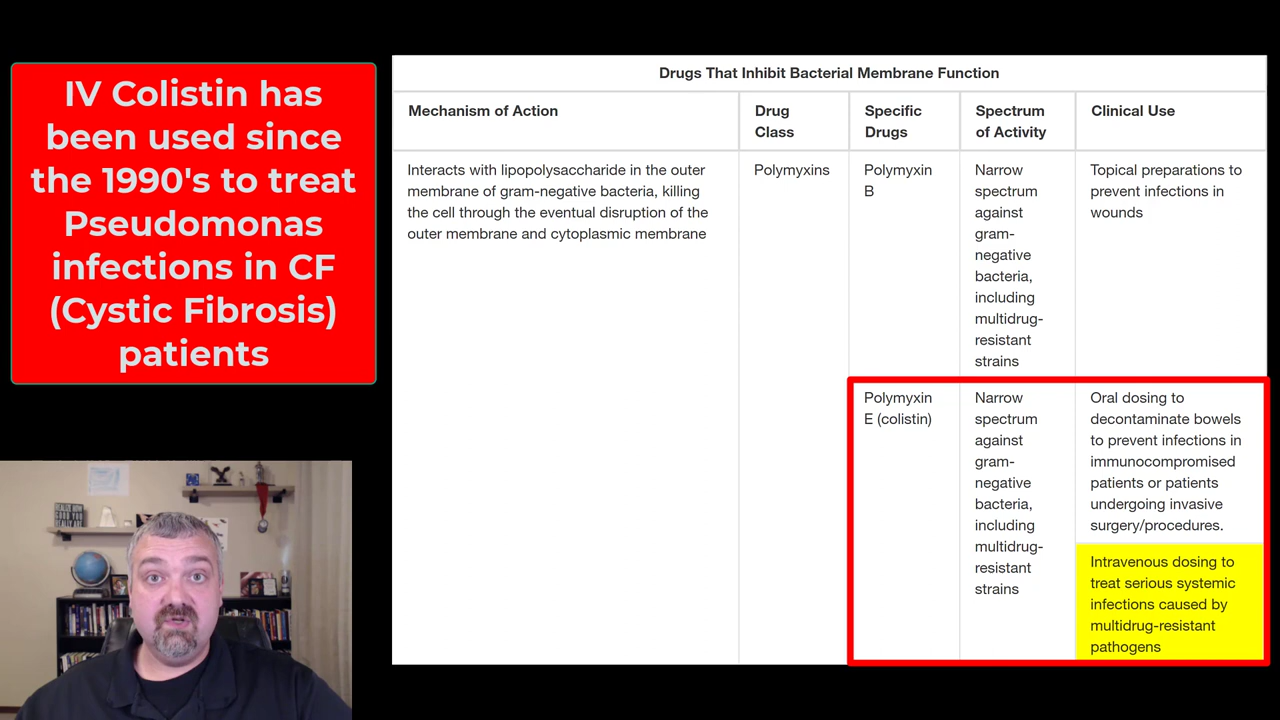 IV Colistin has
been used since
the 1990's to treat
Pseudomonas
infections in CF
(Cystic Fibrosis)
patients
Drugs That Inhibit Bacterial Membrane Function
Mechanism of Action
Drug
Class
Specific
Drugs
Spectrum
of Activity
Clinical Use
Interacts with lipopolysaccharide in the outer
membrane of gram-negative bacteria, killing
the cell through the eventual disruption of the
outer membrane and cytoplasmic membrane
Polymyxins
Polymyxin
B
Narrow
spectrum
against
gram-
negative
bacteria,
including
multidrug-
resistant
strains
Topical preparations to
prevent infections in
wounds
Polymyxin
E (colistin)
Narrow
spectrum
against
gram-
negative
bacteria,
including
multidrug-
resistant
strains
Oral dosing to
decontaminate bowels
to prevent infections in
immunocompromised
patients or patients
undergoing invasive
surgery/procedures.
Intravenous dosing to
treat serious systemic
infections caused by
multidrug-resistant
pathogens